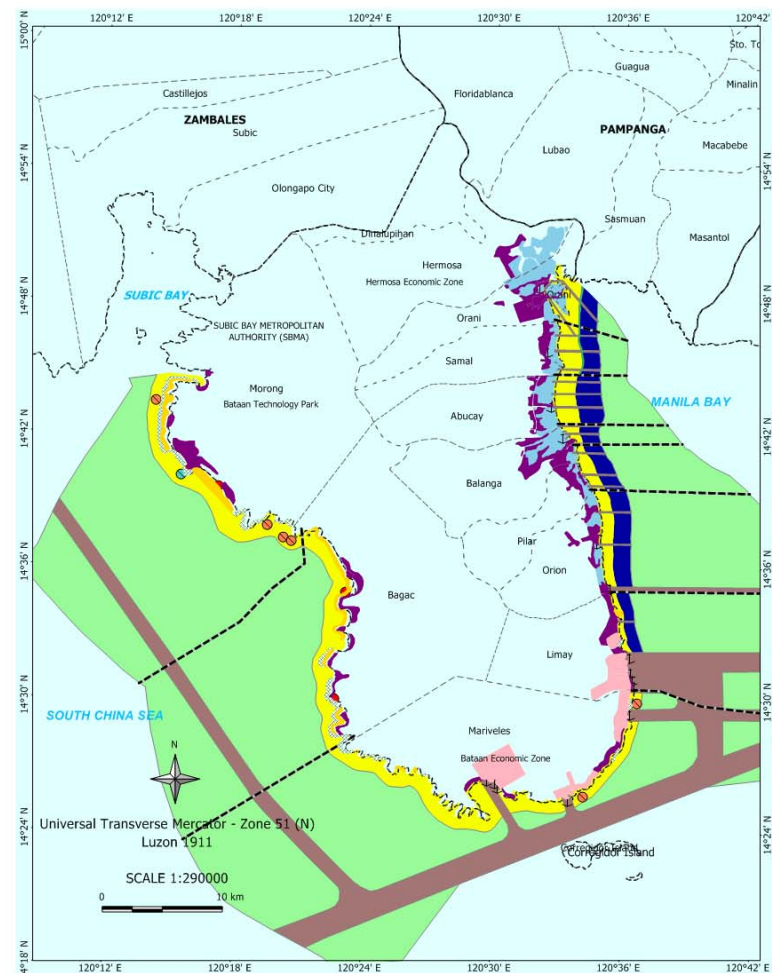 120°12' E 120°18' E 120°24' E 120°30' E 120°36' E 120°42' E
15°00' N
15°00' N
Sto. To
Guagua
Minalin
Castillejos
Floridablanca
ZAMBALES
PAMPANGA
Subic
Macabebe
Lubao
14°54' N
14°54' N
Olongapo City
Sasmuan
Masantol
Dinalupihan
Hermosa
Hermosa Economic Zone
14°48' N
14°48' N
SUBIC BAY
Orani
Orani
SUBIC BAY METROPOLITAN
AUTHORITY (SBMA)
Samal
Morong
Bataan Technology Park
MANILA BAY
Abucay
14°42' N
14°42' N
Balanga
Pilar
Orion
14°36' N
14°36' N
Bagac
Limay
14°30' N
14°30' N
SOUTH CHINA SEA
Mariveles
N
Bataan Economic Zone
Universal Transverse Mercator - Zone 51 (N)
Luzon 1911
14°24' N
14°24' N
Corregidor Island
SCALE 1:290000
0 10 km
4°18' N
14°18' N
120°12' E 120°18' E 120°24' E 120°30' E 120°36' E 120°42' E